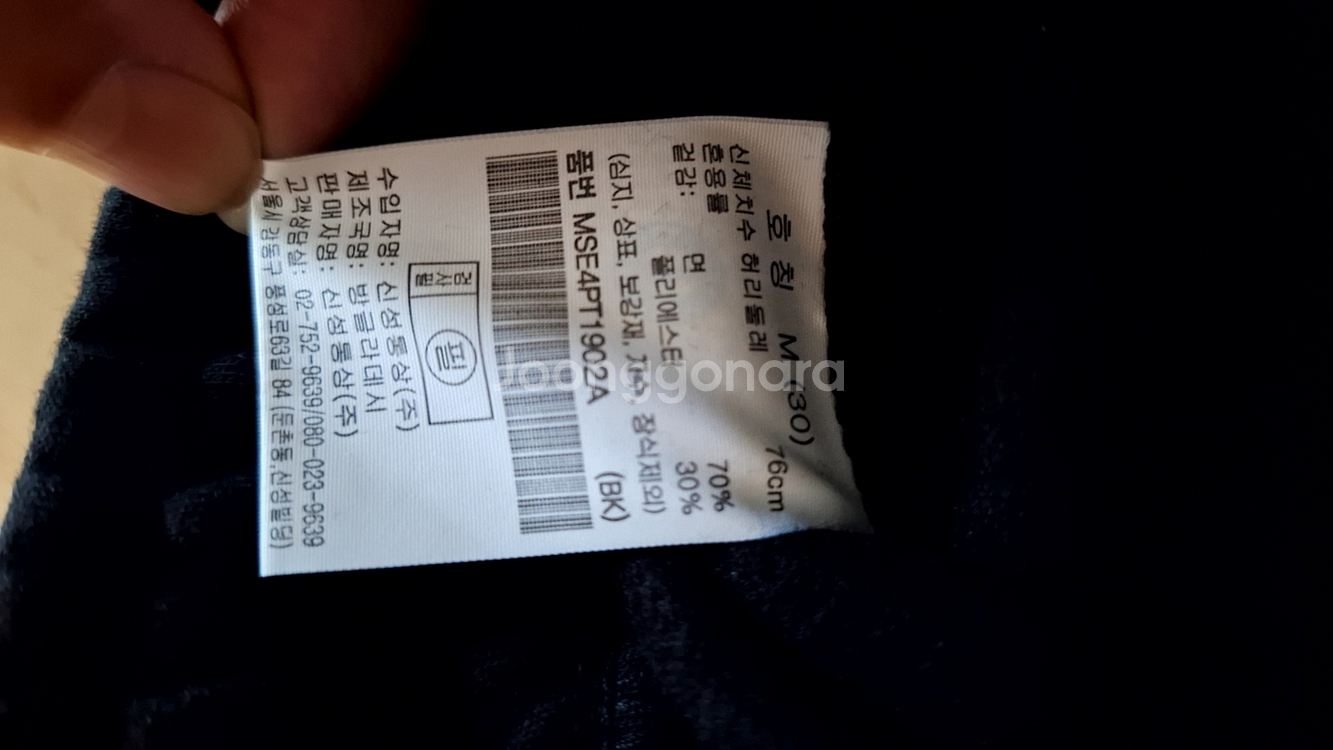 호 칭 M (30)
신체치수 허리둘레 76cm
혼용률
겉감: 면 70%
폴리에스터 30%
(심지, 상표, 보강재, 자수, 장식제외)
품번 MSE4PT1902A (BK)
검사필 필
수입자명: 신성통상(주)
제조국명: 방글라데시
판매자명: 신성통상(주)
고객상담실: 02-752-9639/080-023-9639
서울시 강동구 풍성로63길 84 (둔촌동,신성빌딩)
Joonggonara